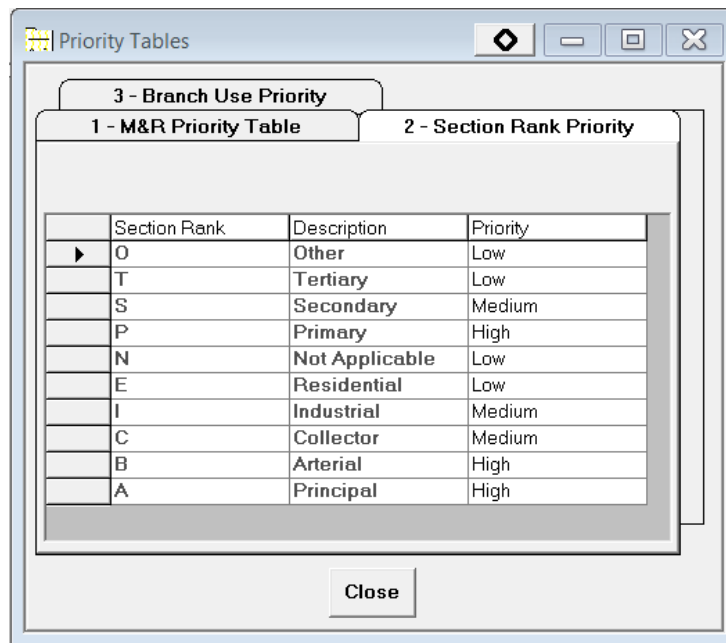 Priority Tables
3 - Branch Use Priority
1 - M&R Priority Table 2 - Section Rank Priority
Section Rank Description Priority
O Other Low
T Tertiary Low
S Secondary Medium
P Primary High
N Not Applicable Low
E Residential Low
I Industrial Medium
C Collector Medium
B Arterial High
A Principal High
Close